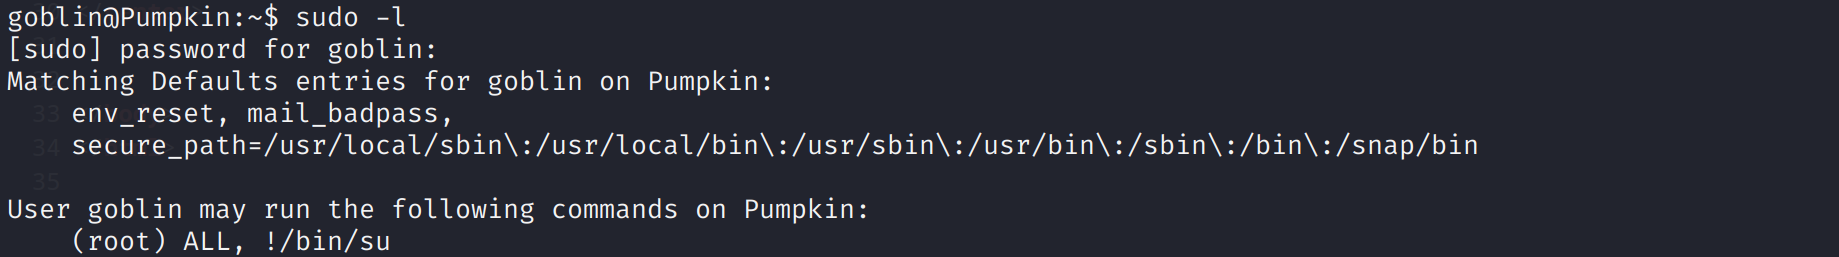 goblin@Pumpkin:~$ sudo -l
[sudo] password for goblin:
Matching Defaults entries for goblin on Pumpkin:
33 env_reset, mail_badpass,
34 secure_path=/usr/local/sbin\:/usr/local/bin\:/usr/sbin\:/usr/bin\:/sbin\:/bin\:/snap/bin
35
User goblin may run the following commands on Pumpkin:
(root) ALL, !/bin/su